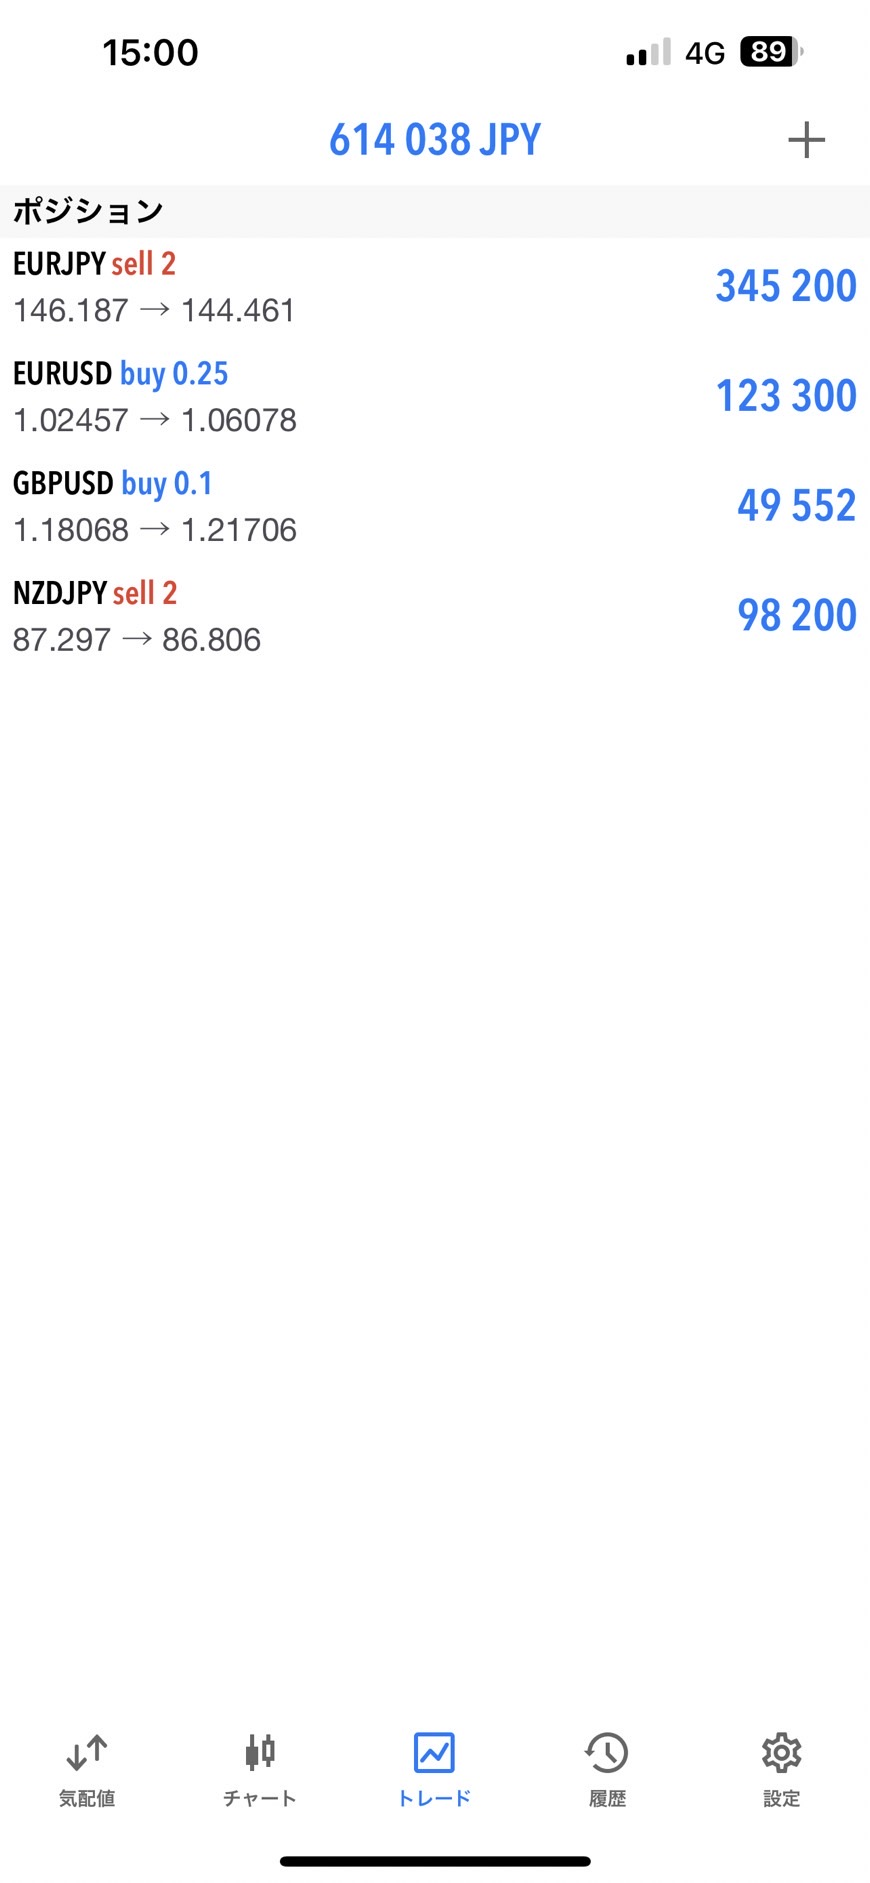 15:00 4G 89
614 038 JPY
ポジション
EURJPY sell 2
146.187 → 144.461
345 200
EURUSD buy 0.25
1.02457 → 1.06078
123 300
GBPUSD buy 0.1
1.18068 → 1.21706
49 552
NZDJPY sell 2
87.297 → 86.806
98 200
気配値 チャート トレード 履歴 設定